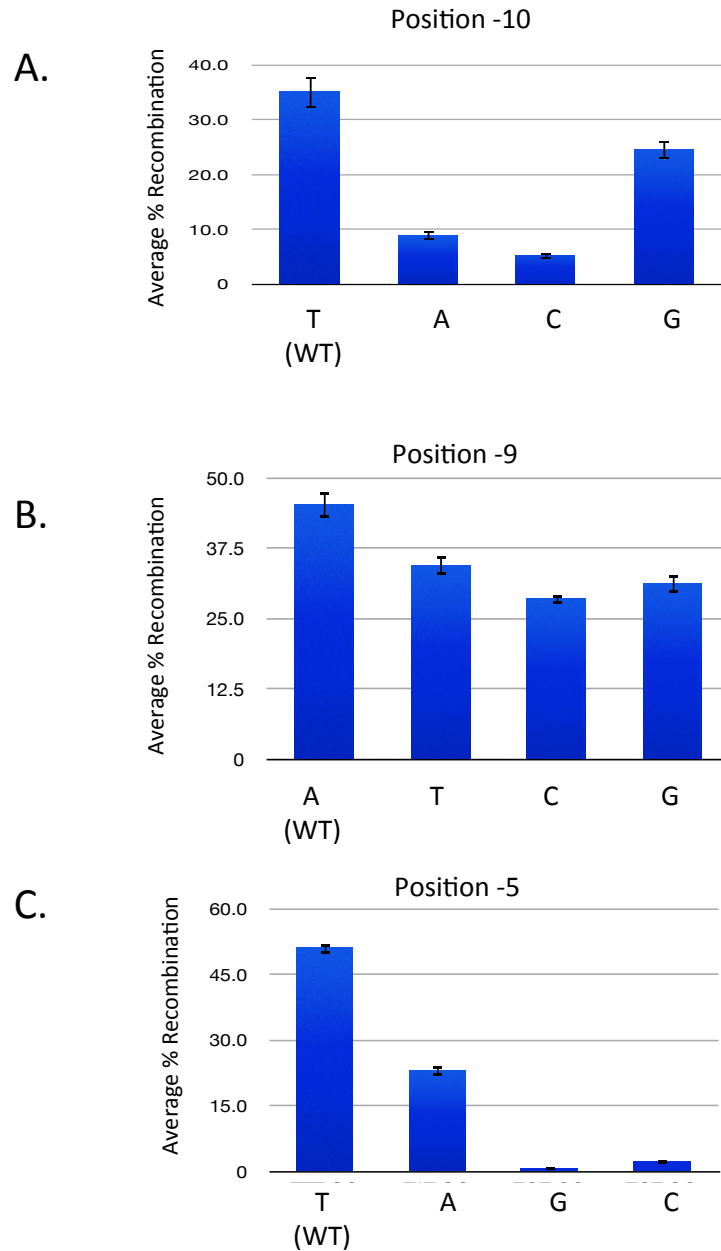 Position -10
A.
Average % Recombination
40.0
30.0
20.0
10.0
0
T A C G
(WT)
Position -9
B.
Average % Recombination
50.0
37.5
25.0
12.5
0
A T C G
(WT)
Position -5
C.
Average % Recombination
60.0
45.0
30.0
15.0
0
T A G C
(WT)